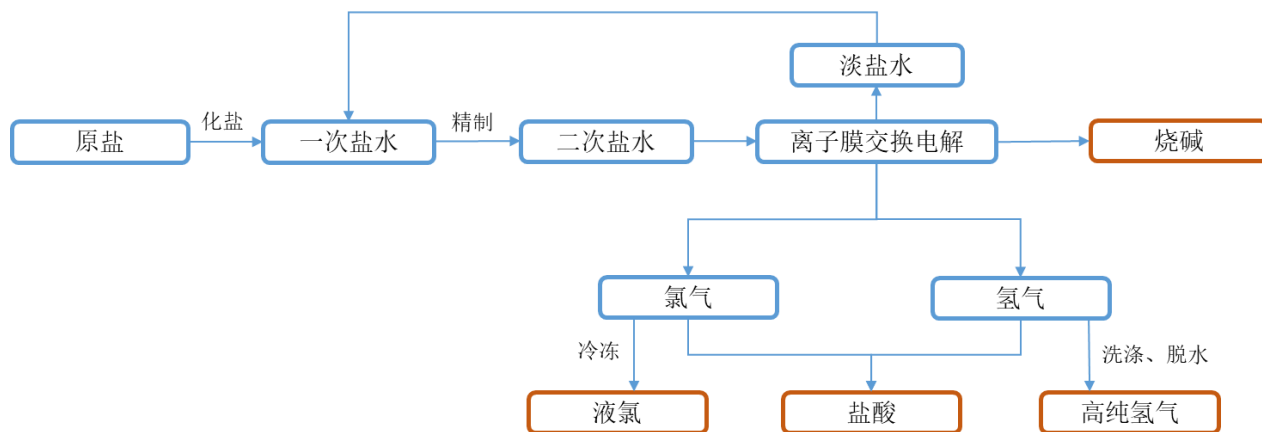 淡盐水
原盐
化盐
一次盐水
精制
二次盐水
离子膜交换电解
烧碱
氯气
氢气
冷冻
洗涤、脱水
液氯
盐酸
高纯氢气